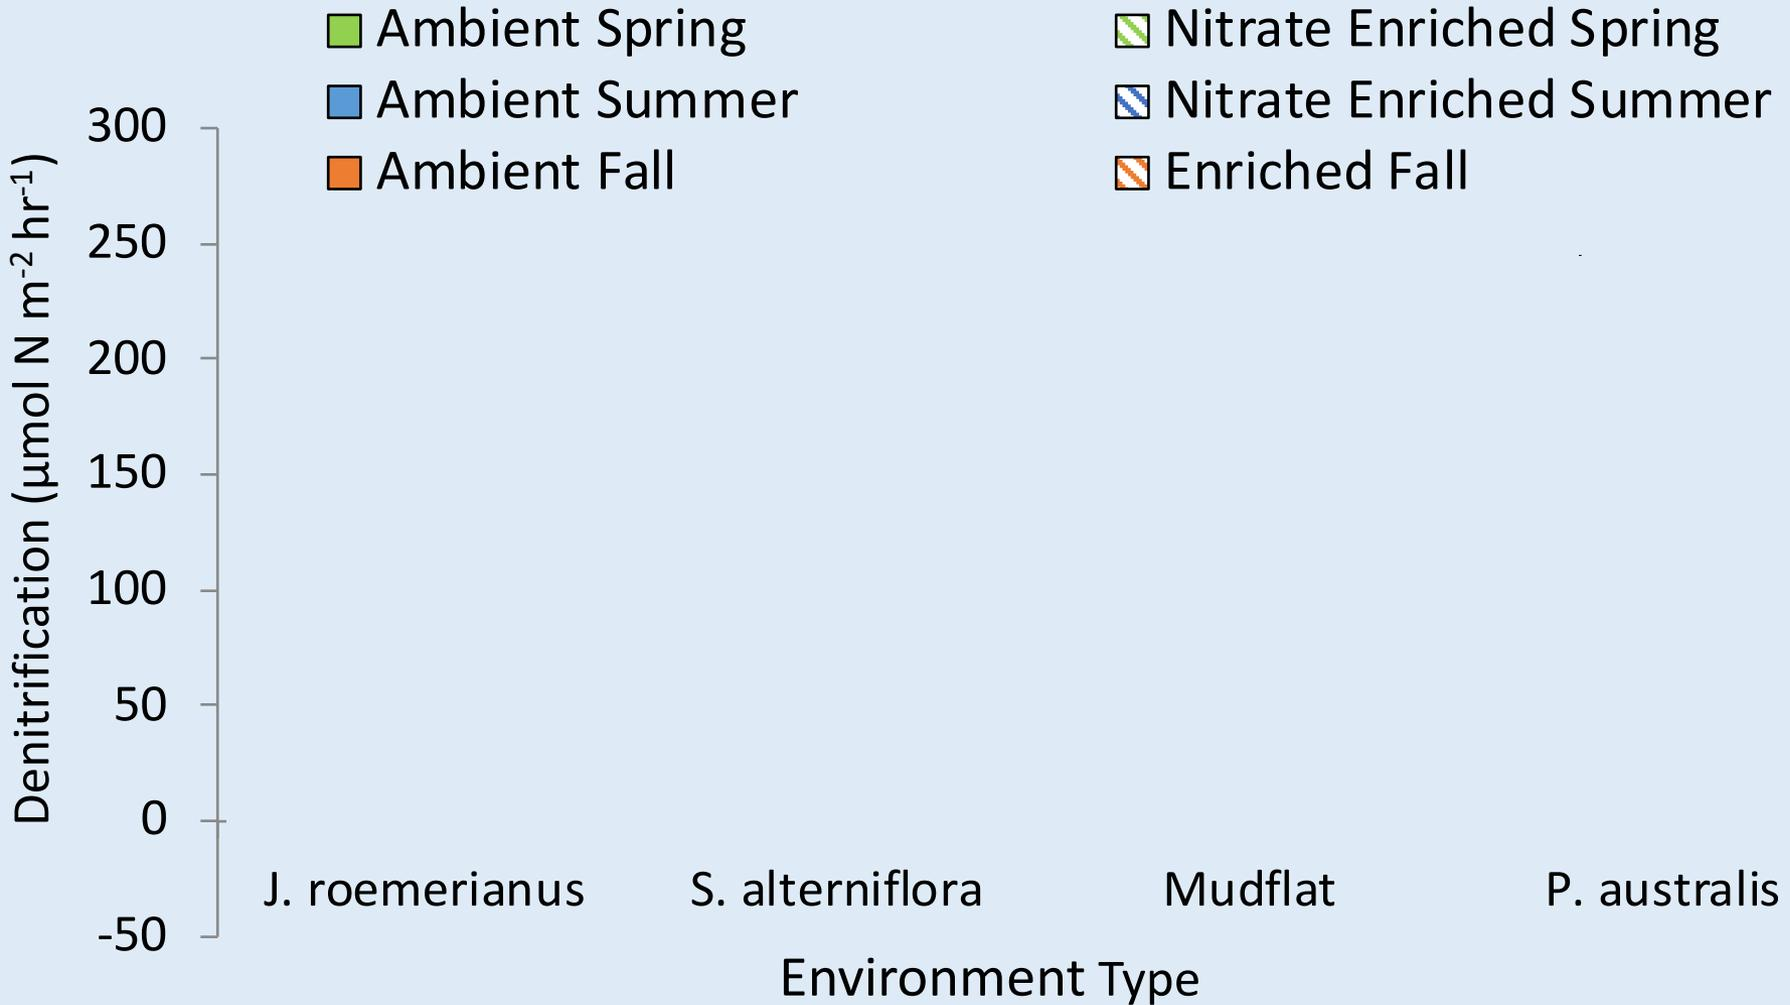 Ambient Spring
Nitrate Enriched Spring
Ambient Summer
Nitrate Enriched Summer
Ambient Fall
Enriched Fall
300
250
200
150
100
50
0
-50
Denitrification (µmol N m⁻² hr⁻¹)
J. roemerianus
S. alterniflora
Mudflat
P. australis
Environment Type